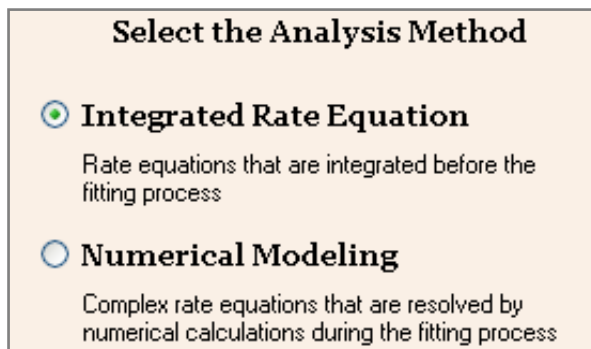 Select the Analysis Method
Integrated Rate Equation
Rate equations that are integrated before the
fitting process
Numerical Modeling
Complex rate equations that are resolved by
numerical calculations during the fitting process